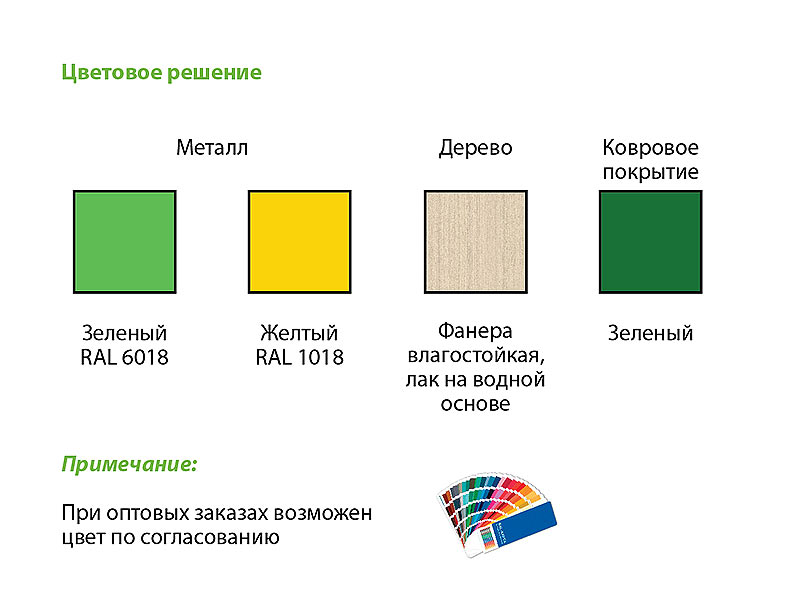 Цветовое решение
Металл
Дерево
Ковровое
покрытие
Зеленый
RAL 6018
Желтый
RAL 1018
Фанера
влагостойкая,
лак на водной
основе
Зеленый
Примечание:
При оптовых заказах возможен
цвет по согласованию